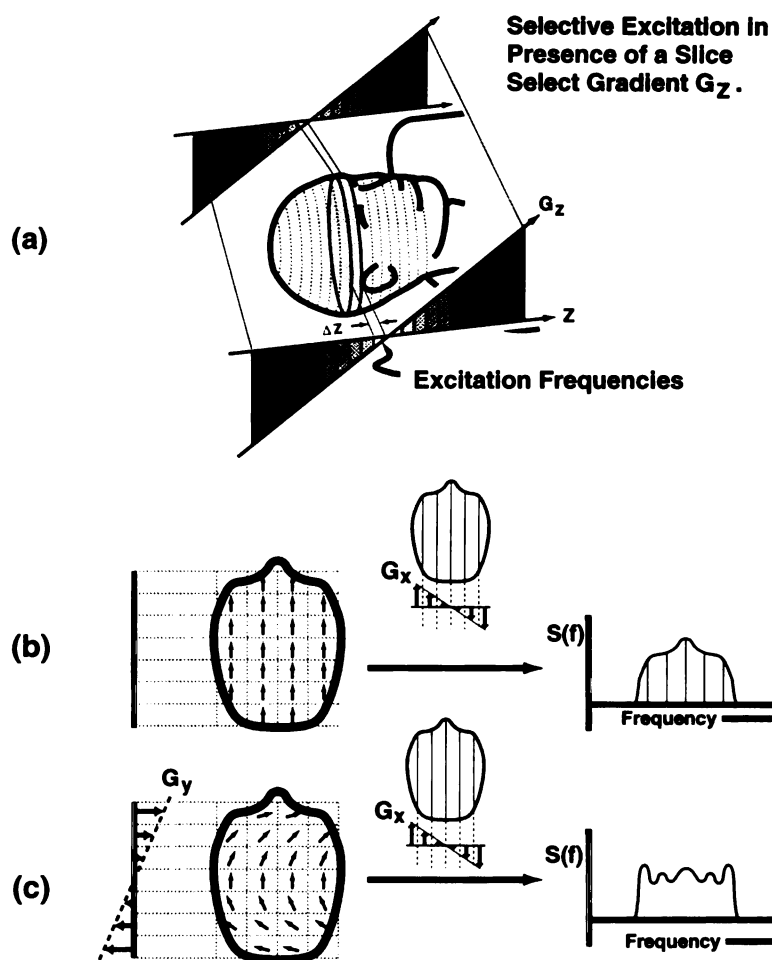 Selective Excitation in
Presence of a Slice
Select Gradient GZ.
(a)
GZ
ΔZ
Z
Excitation Frequencies
(b)
Gx
S(f)
Frequency
(c)
Gy
Gx
S(f)
Frequency